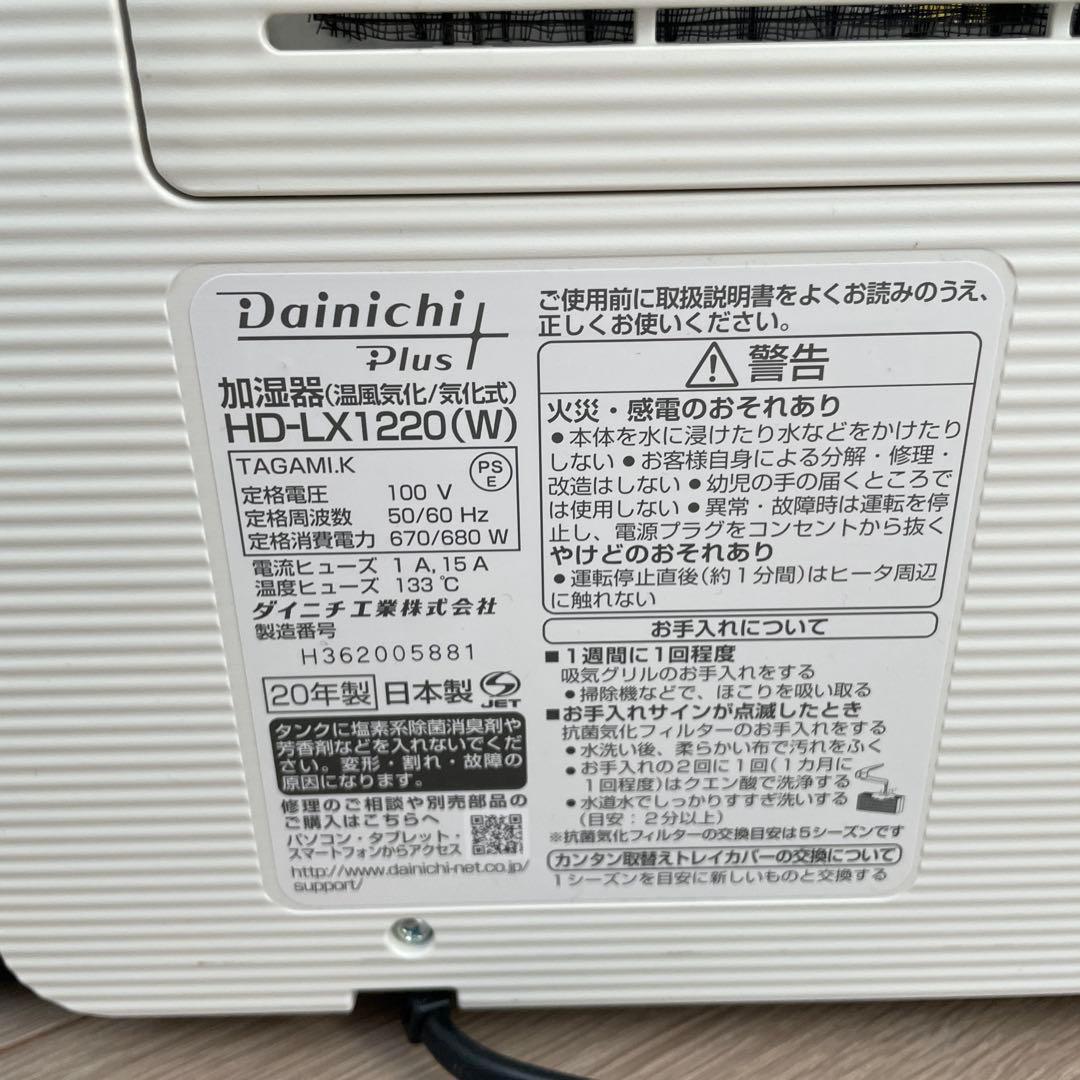 Dainichi
Plus
加湿器(温風気化/気化式)
HD-LX1220(W)
TAGAMI.K
PS
E
定格電圧 100 V
定格周波数 50/60 Hz
定格消費電力 670/680 W
電流ヒューズ 1 A, 15 A
温度ヒューズ 133℃
ダイニチ工業株式会社
製造番号
H362005881
20年製 日本製 JET
タンクに塩素系除菌消臭剤や
芳香剤などを入れないでくだ
さい。変形・割れ・故障の
原因になります。
修理のご相談や別売部品の
ご購入はこちらへ
パソコン・タブレット・
スマートフォンからアクセス
http://www.dainichi-net.co.jp/
support/
ご使用前に取扱説明書をよくお読みのうえ、
正しくお使いください。
警告
火災・感電のおそれあり
●本体を水に浸けたり水などをかけたり
しない ●お客様自身による分解・修理・
改造はしない ●幼児の手の届くところで
は使用しない ●異常・故障時は運転を停
止し、電源プラグをコンセントから抜く
やけどのおそれあり
●運転停止直後(約1分間)はヒータ周辺
に触れない
お手入れについて
■1週間に1回程度
吸気グリルのお手入れをする
●掃除機などで、ほこりを吸い取る
■お手入れサインが点滅したとき
抗菌気化フィルターのお手入れをする
●水洗い後、柔らかい布で汚れをふく
●お手入れの2回に1回(1カ月に
1回程度)はクエン酸で洗浄する
●水道水でしっかりすすぎ洗いする
(目安:2分以上)
※抗菌気化フィルターの交換目安は5シーズンです
カンタン取替えトレイカバーの交換について
1シーズンを目安に新しいものと交換する